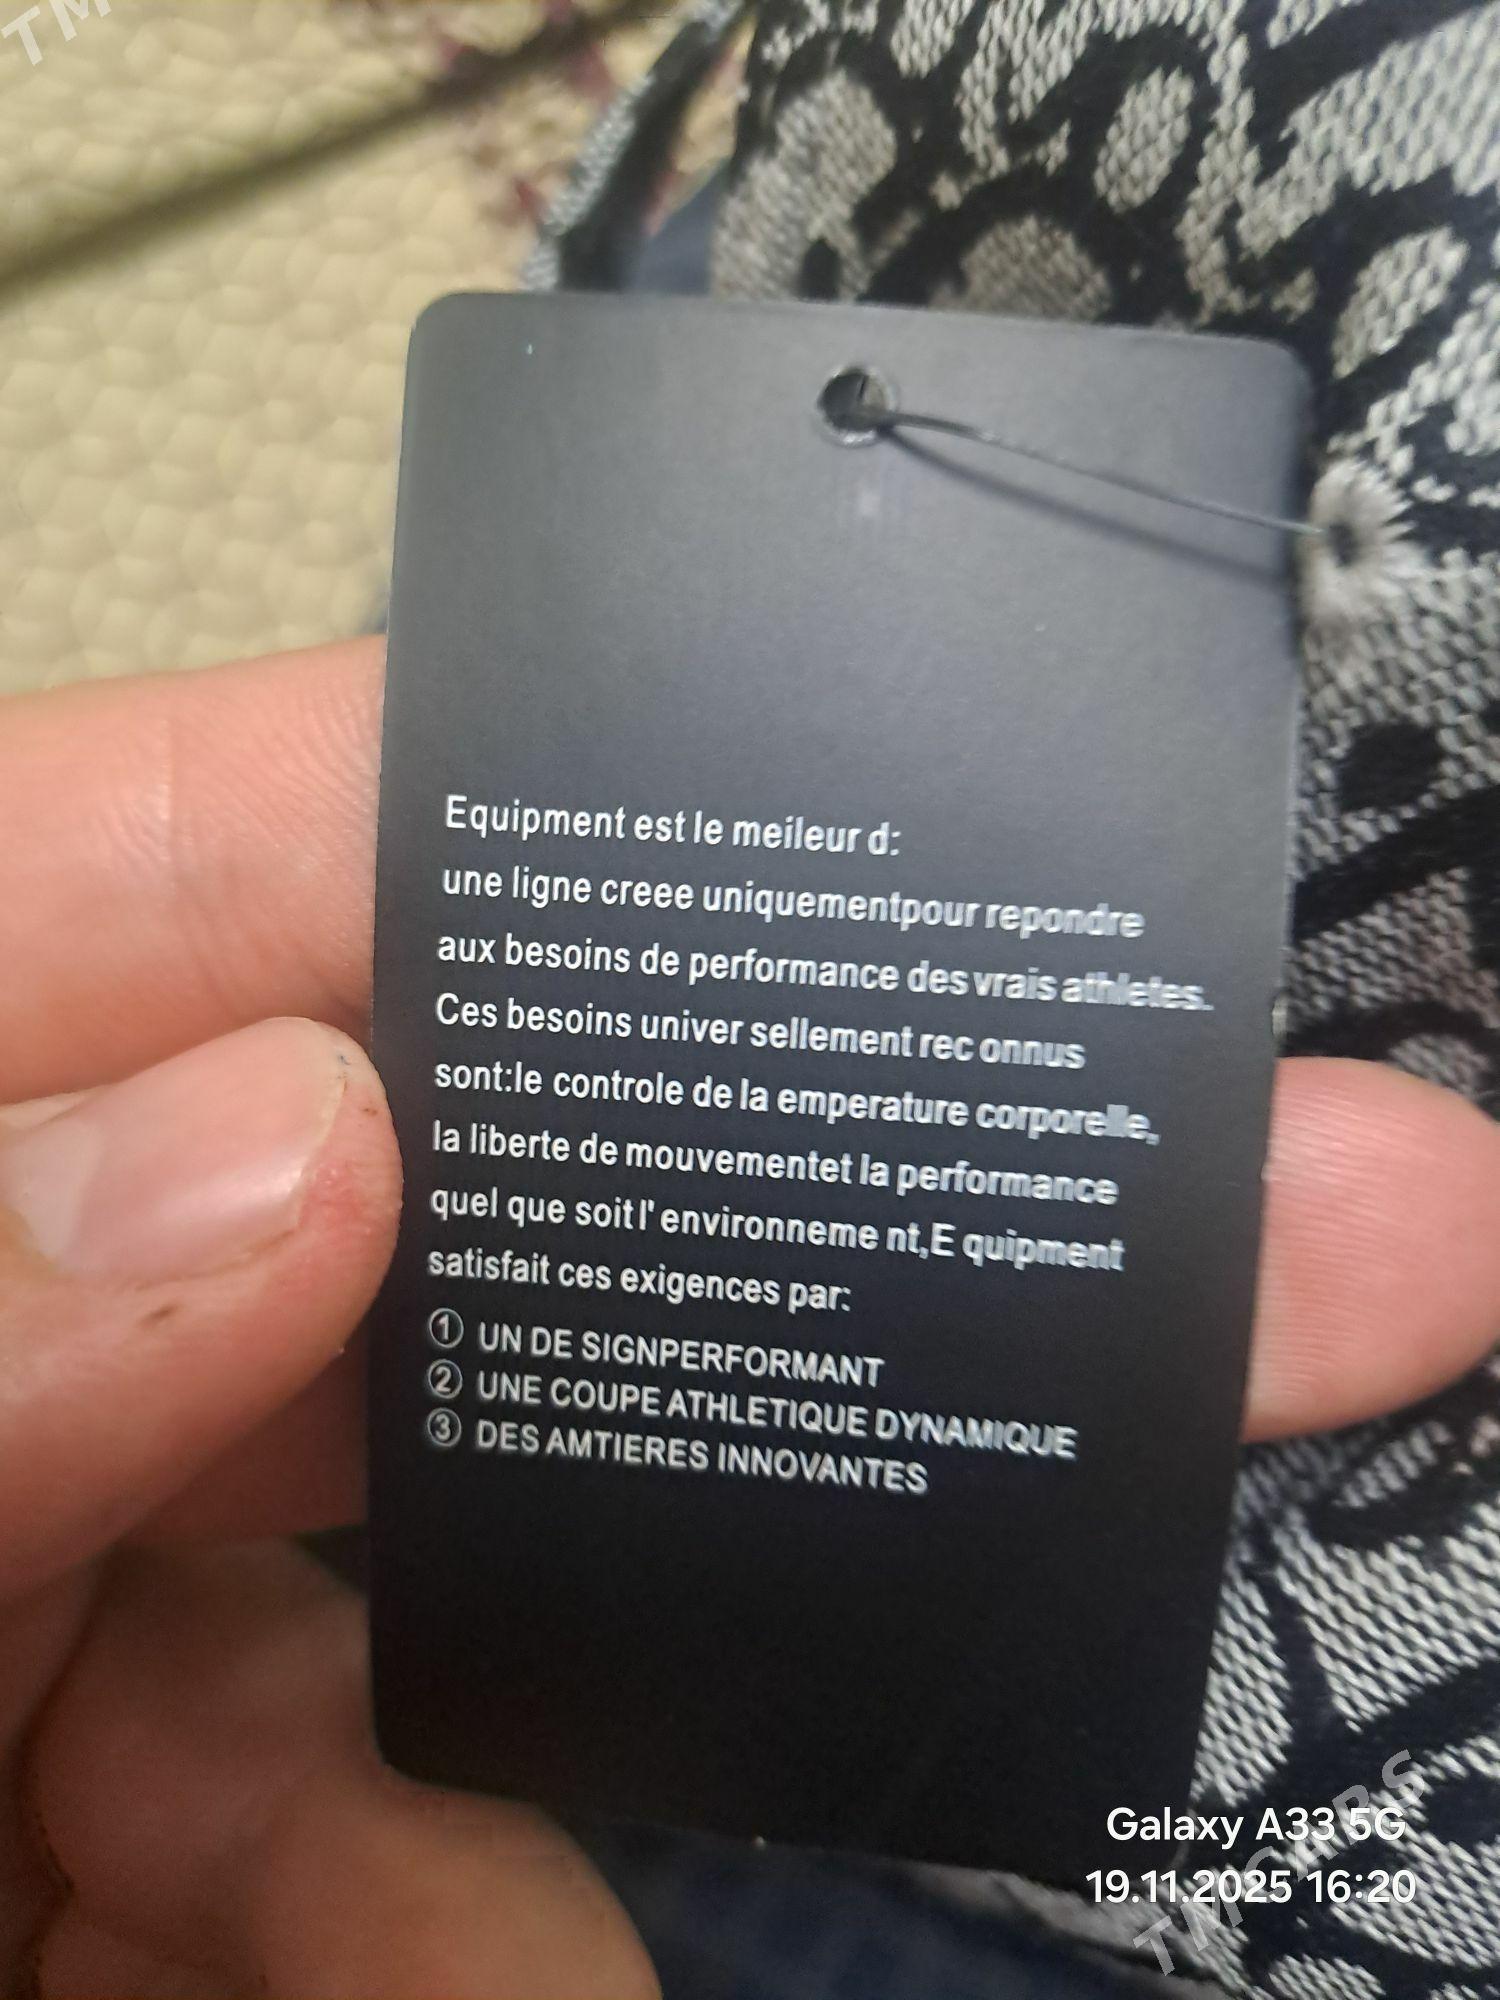 TM
Equipment est le meileur d:
une ligne creee uniquementpour repondre
aux besoins de performance des vrais athletes.
Ces besoins univer sellement rec onnus
sont:le controle de la emperature corporelle,
la liberte de mouvementet la performance
quel que soit l' environneme nt,E quipment
satisfait ces exigences par:
① UN DE SIGNPERFORMANT
② UNE COUPE ATHLETIQUE DYNAMIQUE
③ DES AMTIERES INNOVANTES
Galaxy A33 5G
19.11.2025 16:20
TMCARS